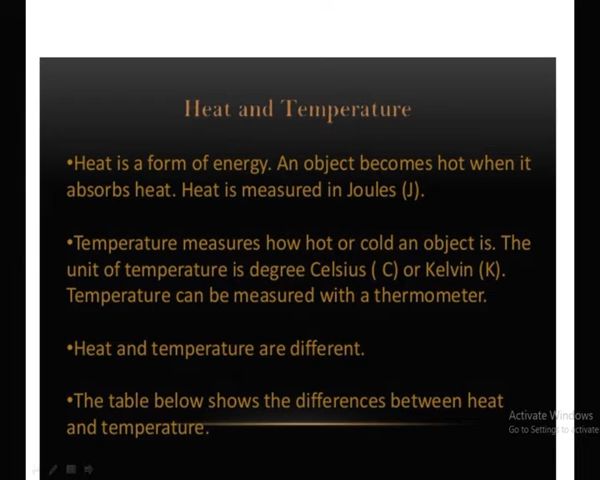 Heat and Temperature
•Heat is a form of energy. An object becomes hot when it
absorbs heat. Heat is measured in Joules (J).
•Temperature measures how hot or cold an object is. The
unit of temperature is degree Celsius ( C) or Kelvin (K).
Temperature can be measured with a thermometer.
•Heat and temperature are different.
•The table below shows the differences between heat
and temperature.
Activate Windows
Go to Settings to activate